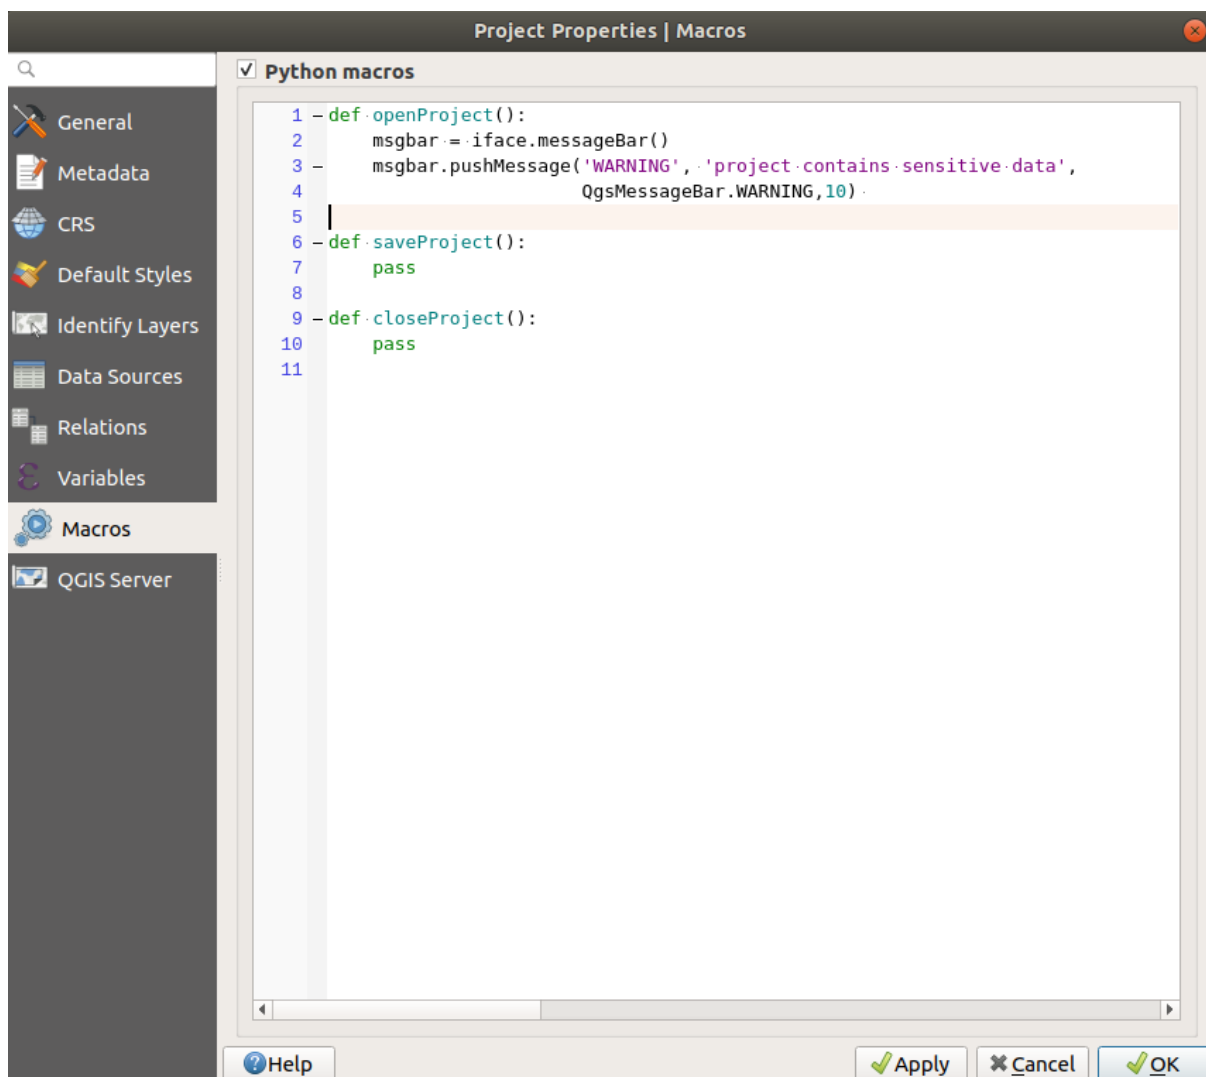 Project Properties | Macros
Python macros
General
Metadata
CRS
Default Styles
Identify Layers
Data Sources
Relations
Variables
Macros
QGIS Server
1 def openProject():
2 msgbar = iface.messageBar()
3 msgbar.pushMessage('WARNING', 'project contains sensitive data',
4 QgsMessageBar.WARNING,10)
5
6 def saveProject():
7 pass
8
9 def closeProject():
10 pass
11
Help
Apply
Cancel
OK